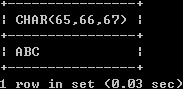 +----------------+
| CHAR(65,66,67) |
+----------------+
| ABC            |
+----------------+
1 row in set (0.03 sec)